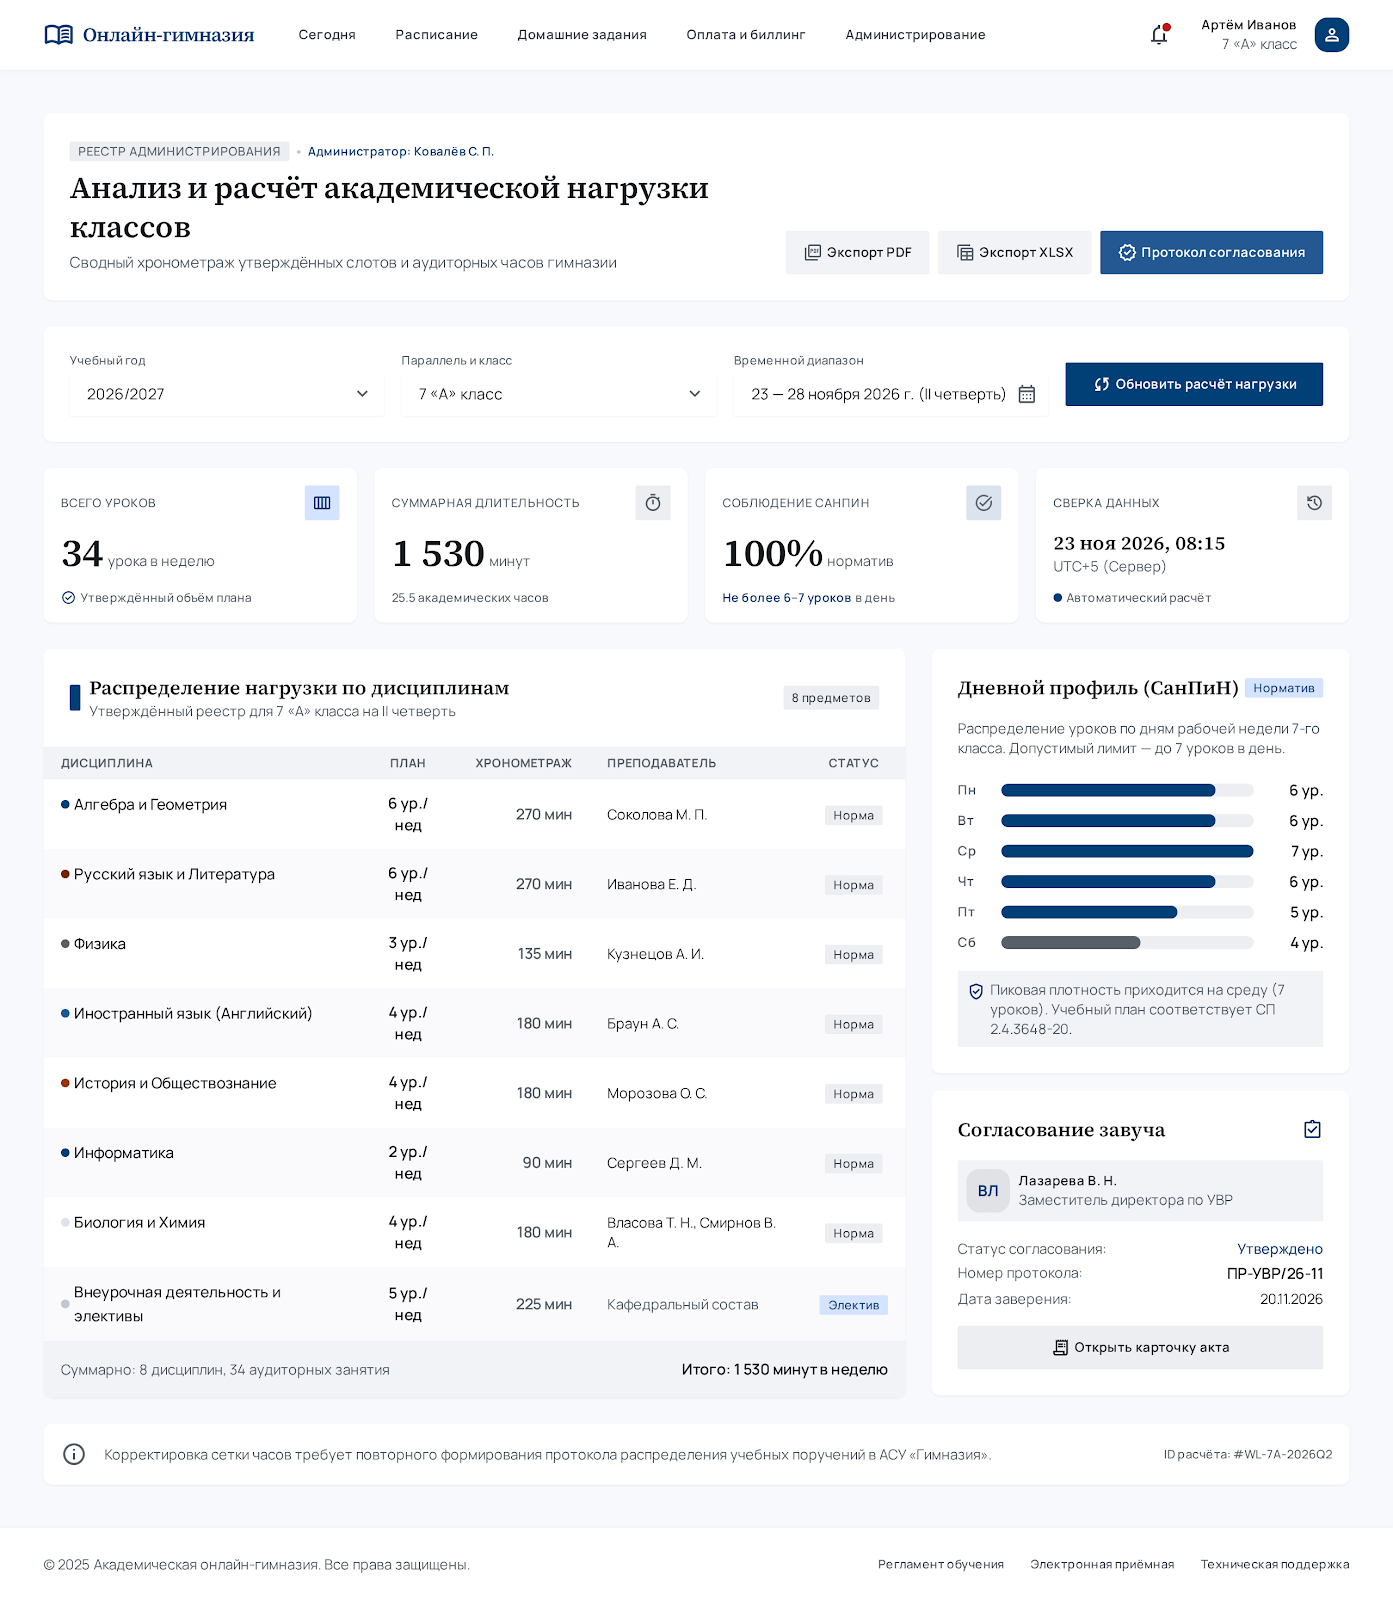 Онлайн-гимназия
Сегодня
Расписание
Домашние задания
Оплата и биллинг
Администрирование
Артём Иванов
7 «А» класс
РЕЕСТР АДМИНИСТРИРОВАНИЯ • Администратор: Ковалёв С. П.
Анализ и расчёт академической нагрузки
классов
Сводный хронометраж утверждённых слотов и аудиторных часов гимназии
Экспорт PDF
Экспорт XLSX
Протокол согласования
Учебный год
2026/2027
Параллель и класс
7 «А» класс
Временной диапазон
23 — 28 ноября 2026 г. (II четверть)
Обновить расчёт нагрузки
ВСЕГО УРОКОВ
34 урока в неделю
Утверждённый объём плана
СУММАРНАЯ ДЛИТЕЛЬНОСТЬ
1 530 минут
25.5 академических часов
СОБЛЮДЕНИЕ САНПИН
100% норматив
Не более 6–7 уроков в день
СВЕРКА ДАННЫХ
23 ноя 2026, 08:15
UTC+5 (Сервер)
Автоматический расчёт
Распределение нагрузки по дисциплинам
Утверждённый реестр для 7 «А» класса на II четверть
8 предметов
ДИСЦИПЛИНА ПЛАН ХРОНОМЕТРАЖ ПРЕПОДАВАТЕЛЬ СТАТУС
Алгебра и Геометрия 6 ур./ 270 мин Соколова М. П. Норма
нед
Русский язык и Литература 6 ур./ 270 мин Иванова Е. Д. Норма
нед
Физика 3 ур./ 135 мин Кузнецов А. И. Норма
нед
Иностранный язык (Английский) 4 ур./ 180 мин Браун А. С. Норма
нед
История и Обществознание 4 ур./ 180 мин Морозова О. С. Норма
нед
Информатика 2 ур./ 90 мин Сергеев Д. М. Норма
нед
Биология и Химия 4 ур./ 180 мин Власова Т. Н., Смирнов В. Норма
нед А.
Внеурочная деятельность и 5 ур./ 225 мин Кафедральный состав Электив
элективы нед
Суммарно: 8 дисциплин, 34 аудиторных занятия
Итого: 1 530 минут в неделю
Дневной профиль (СанПиН) Норматив
Распределение уроков по дням рабочей недели 7-го
класса. Допустимый лимит — до 7 уроков в день.
Пн 6 ур.
Вт 6 ур.
Ср 7 ур.
Чт 6 ур.
Пт 5 ур.
Сб 4 ур.
Пиковая плотность приходится на среду (7
уроков). Учебный план соответствует СП
2.4.3648-20.
Согласование завуча
ВЛ
Лазарева В. Н.
Заместитель директора по УВР
Статус согласования: Утверждено
Номер протокола: ПР-УВР/26-11
Дата заверения: 20.11.2026
Открыть карточку акта
Корректировка сетки часов требует повторного формирования протокола распределения учебных поручений в АСУ «Гимназия».
ID расчёта: #WL-7A-2026Q2
© 2025 Академическая онлайн-гимназия. Все права защищены.
Регламент обучения
Электронная приёмная
Техническая поддержка